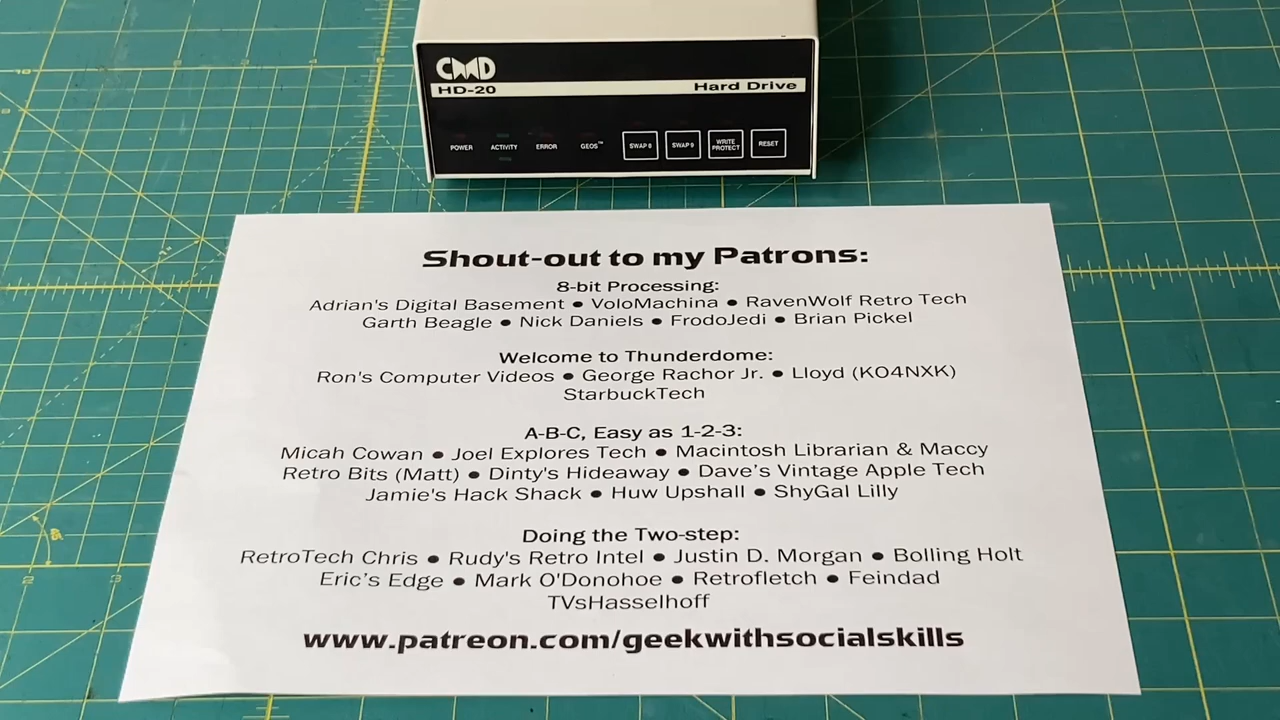 CMD
HD-20 Hard Drive
POWER ACTIVITY ERROR GEOS™ SWAP 8 SWAP 9 WRITE PROTECT RESET
Shout-out to my Patrons:
8-bit Processing:
Adrian's Digital Basement ● VoloMachina ● RavenWolf Retro Tech
Garth Beagle ● Nick Daniels ● FrodoJedi ● Brian Pickel
Welcome to Thunderdome:
Ron's Computer Videos ● George Rachor Jr. ● Lloyd (KO4NXK)
StarbuckTech
A-B-C, Easy as 1-2-3:
Micah Cowan ● Joel Explores Tech ● Macintosh Librarian & Maccy
Retro Bits (Matt) ● Dinty's Hideaway ● Dave's Vintage Apple Tech
Jamie's Hack Shack ● Huw Upshall ● ShyGal Lilly
Doing the Two-step:
RetroTech Chris ● Rudy's Retro Intel ● Justin D. Morgan ● Bolling Holt
Eric's Edge ● Mark O'Donohoe ● Retrofletch ● Feindad
TVsHasselhoff
www.patreon.com/geekwithsocialskills